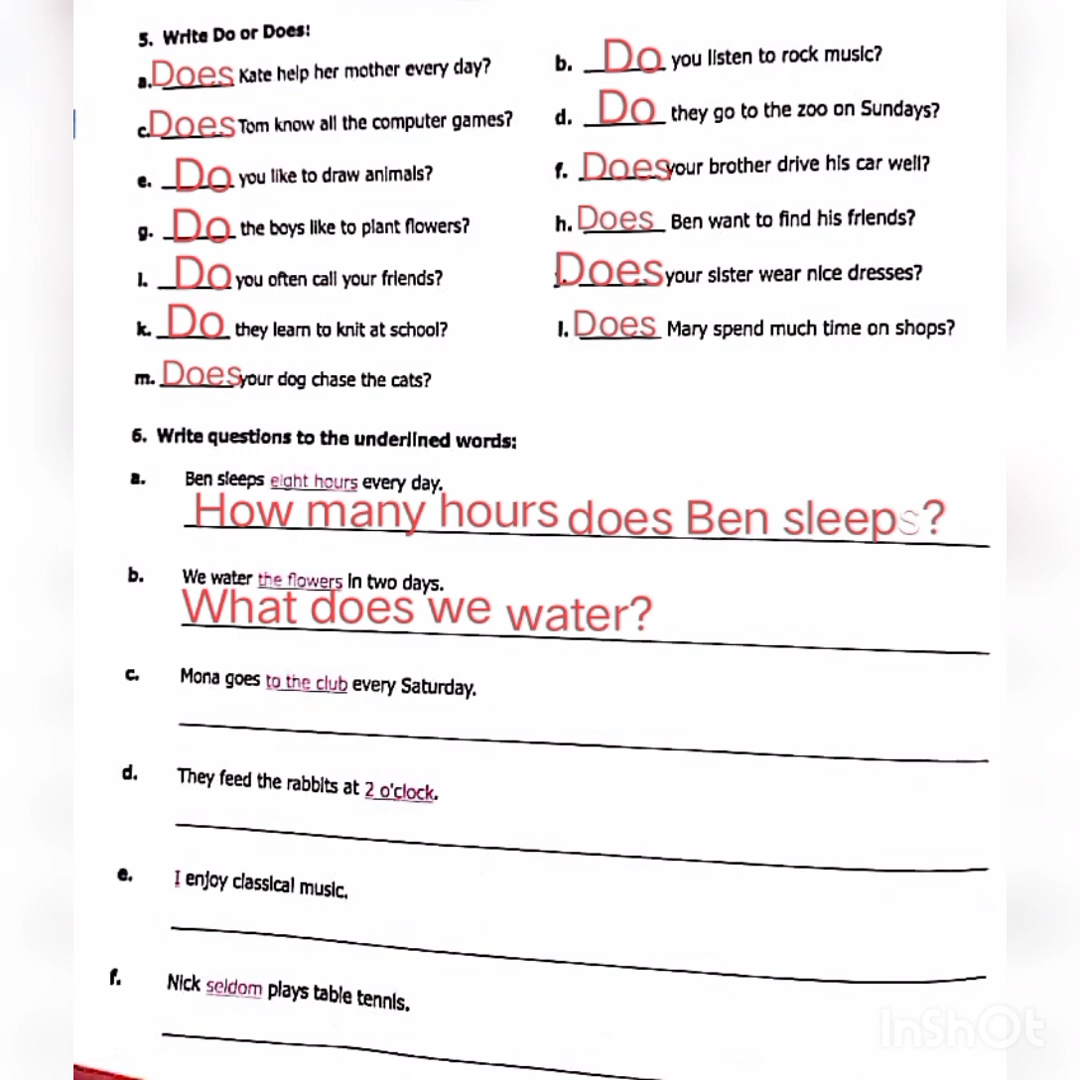 5. Write Do or Does:
a. Does Kate help her mother every day?
b. Do you listen to rock music?
c. Does Tom know all the computer games?
d. Do they go to the zoo on Sundays?
e. Do you like to draw animals?
f. Does your brother drive his car well?
g. Do the boys like to plant flowers?
h. Does Ben want to find his friends?
i. Do you often call your friends?
Does your sister wear nice dresses?
k. Do they learn to knit at school?
l. Does Mary spend much time on shops?
m. Does your dog chase the cats?
6. Write questions to the underlined words:
a. Ben sleeps eight hours every day.
How many hours does Ben sleeps?
b. We water the flowers in two days.
What does we water?
c. Mona goes to the club every Saturday.
d. They feed the rabbits at 2 o'clock.
e. I enjoy classical music.
f. Nick seldom plays table tennis.
InShOt